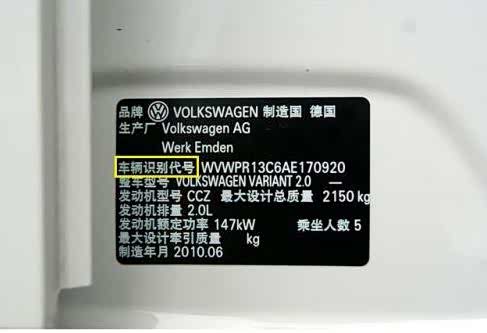 品牌 VOLKSWAGEN 制造国 德国
生产厂 Volkswagen AG
Werk Emden
车辆识别代号 WVWPR13C6AE170920
整车型号 VOLKSWAGEN VARIANT 2.0 —
发动机型号 CCZ 最大设计总质量 2150 kg
发动机排量 2.0L
发动机额定功率 147kW 乘坐人数 5
最大设计牵引质量 kg
制造年月 2010.06